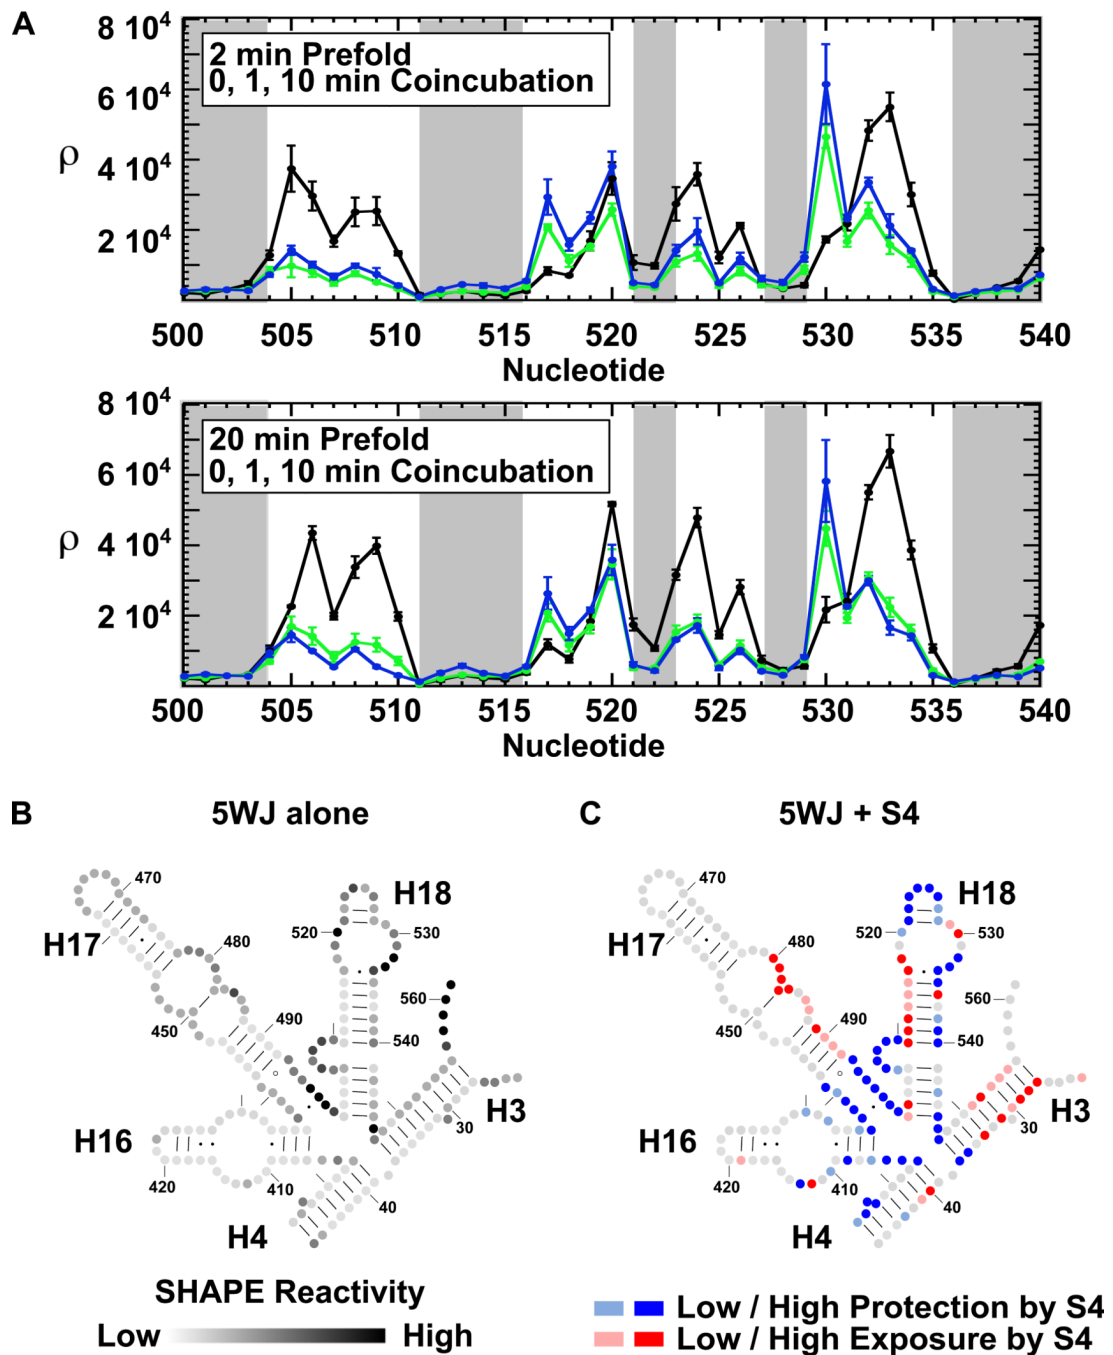 A
8 10⁴
2 min Prefold
0, 1, 10 min Coincubation
6 10⁴
ρ
4 10⁴
2 10⁴
500 505 510 515 520 525 530 535 540
Nucleotide
8 10⁴
20 min Prefold
0, 1, 10 min Coincubation
6 10⁴
ρ
4 10⁴
2 10⁴
500 505 510 515 520 525 530 535 540
Nucleotide
B 5WJ alone
470
H18
H17
480
520
530
560
450
490
540
H3
30
H16
420
410
40
H4
SHAPE Reactivity
Low High
C 5WJ + S4
470
H18
H17
480
520
530
560
450
490
540
H3
30
H16
420
410
40
H4
Low / High Protection by S4
Low / High Exposure by S4